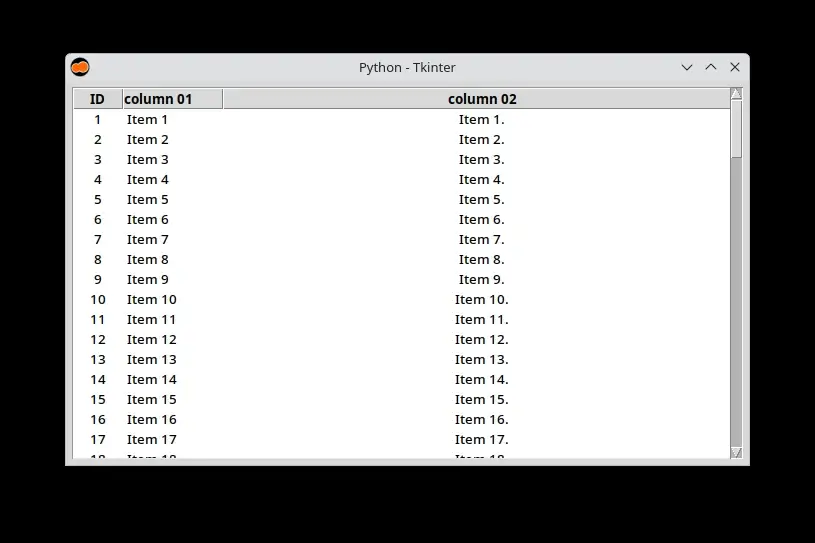 Python - Tkinter
ID column 01 column 02
1 Item 1 Item 1.
2 Item 2 Item 2.
3 Item 3 Item 3.
4 Item 4 Item 4.
5 Item 5 Item 5.
6 Item 6 Item 6.
7 Item 7 Item 7.
8 Item 8 Item 8.
9 Item 9 Item 9.
10 Item 10 Item 10.
11 Item 11 Item 11.
12 Item 12 Item 12.
13 Item 13 Item 13.
14 Item 14 Item 14.
15 Item 15 Item 15.
16 Item 16 Item 16.
17 Item 17 Item 17.